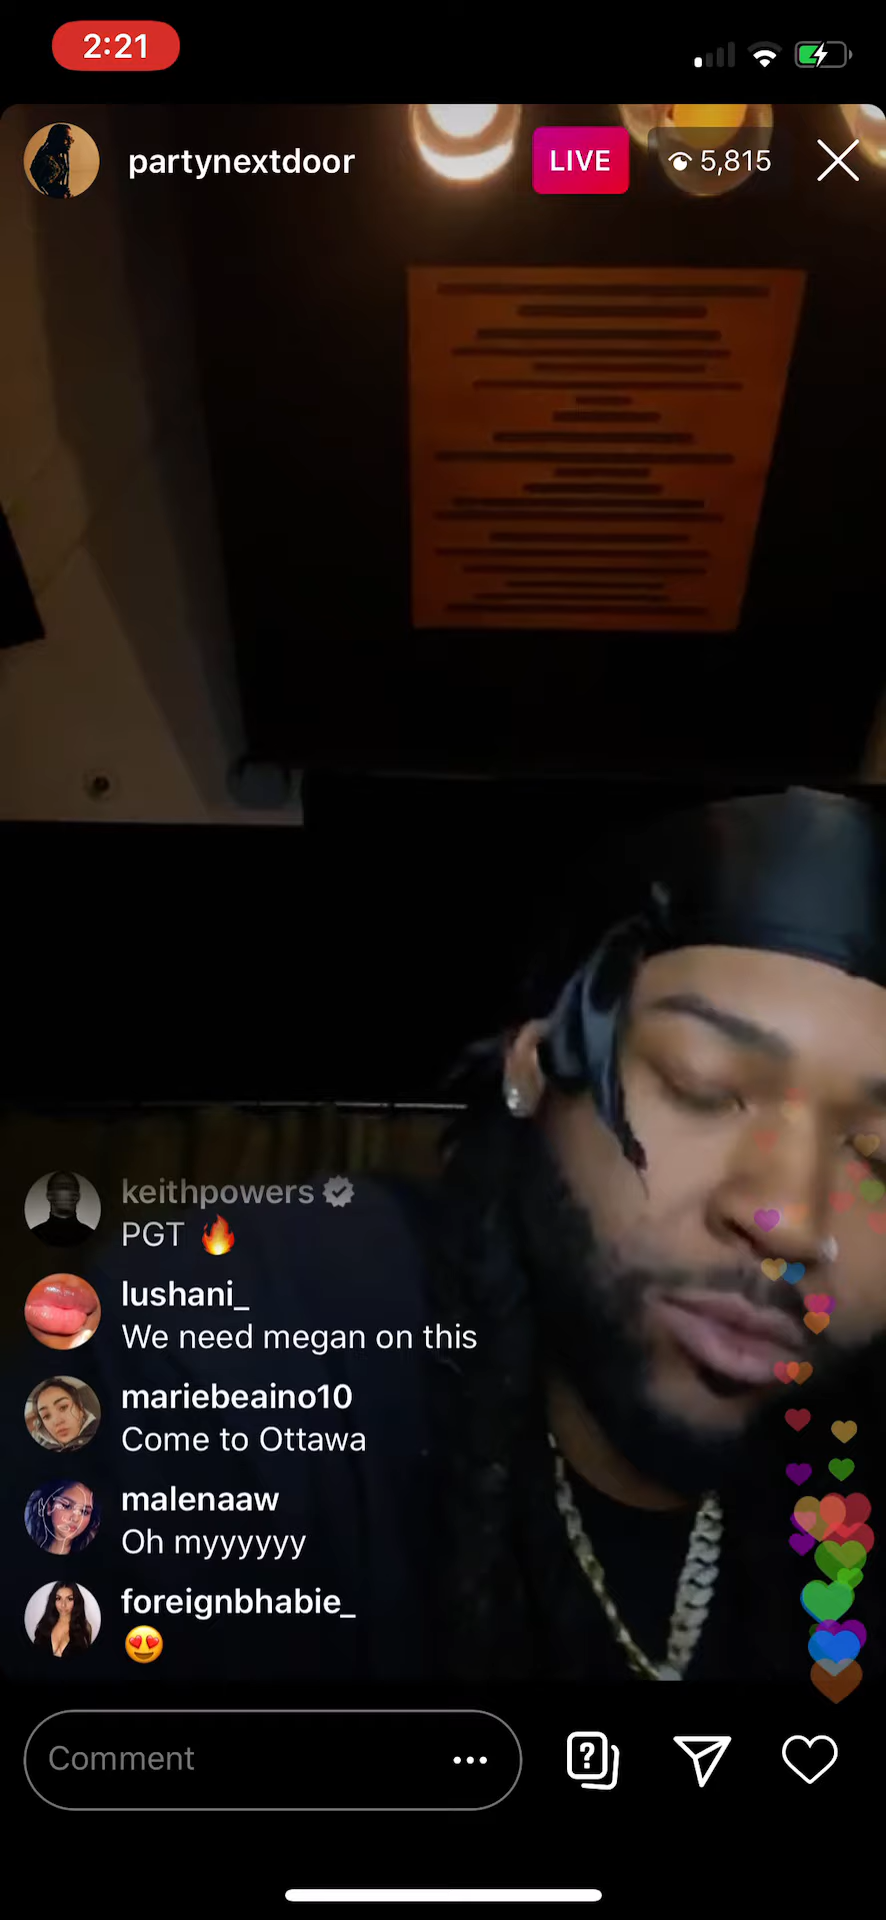 2:21
partynextdoor
LIVE
5,815
keithpowers
PGT 🔥
lushani_
We need megan on this
mariebeaino10
Come to Ottawa
malenaaw
Oh myyyyyy
foreignbhabie_
😍
Comment
?